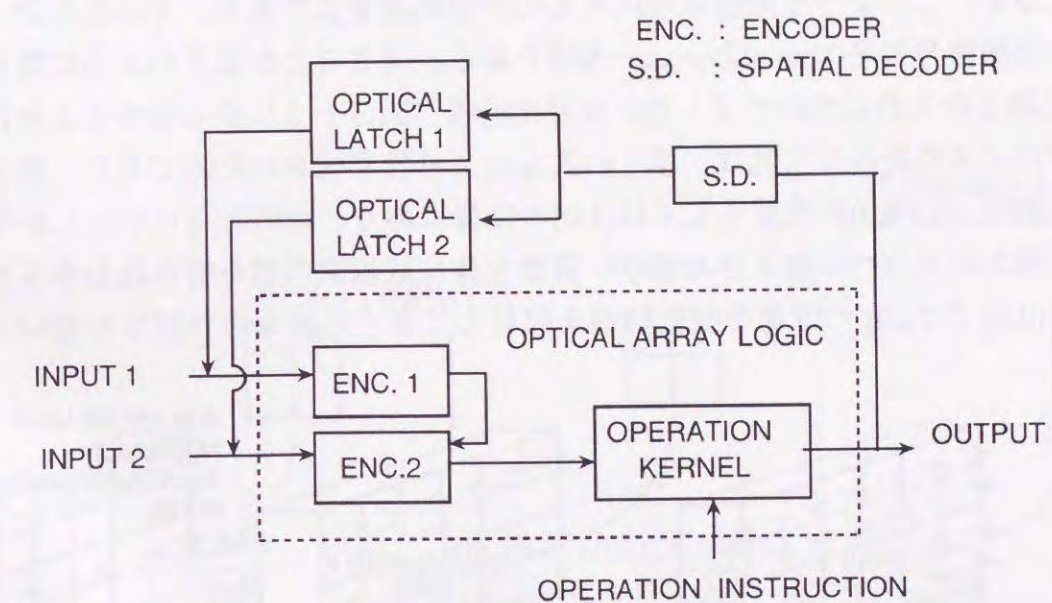 ENC. : ENCODER
S.D. : SPATIAL DECODER
OPTICAL
LATCH 1
S.D.
OPTICAL
LATCH 2
OPTICAL ARRAY LOGIC
INPUT 1
ENC. 1
INPUT 2
ENC.2
OPERATION
KERNEL
OUTPUT
OPERATION INSTRUCTION